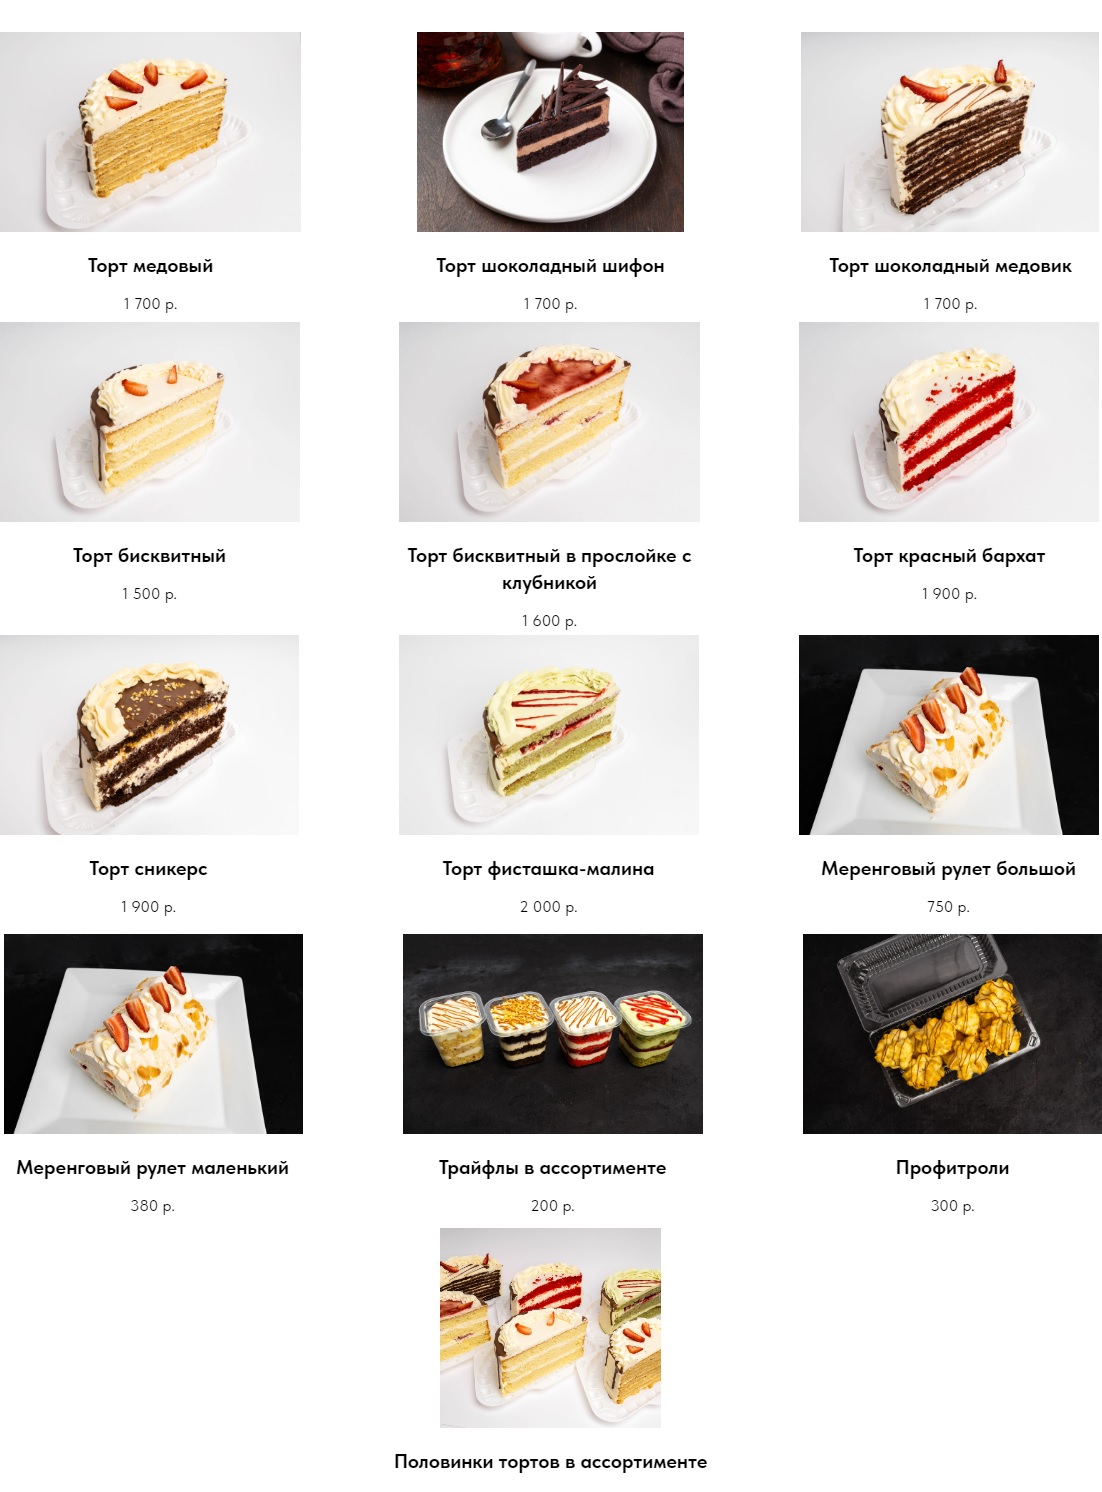 Торт медовый
Торт шоколадный шифон
Торт шоколадный медовик
1 700 р.
1 700 р.
1 700 р.
Торт бисквитный
Торт бисквитный в прослойке с
клубникой
Торт красный бархат
1 500 р.
1 600 р.
1 900 р.
Торт сникерс
Торт фисташка-малина
Меренговый рулет большой
1 900 р.
2 000 р.
750 р.
Меренговый рулет маленький
Трайфлы в ассортименте
Профитроли
380 р.
200 р.
300 р.
Половинки тортов в ассортименте